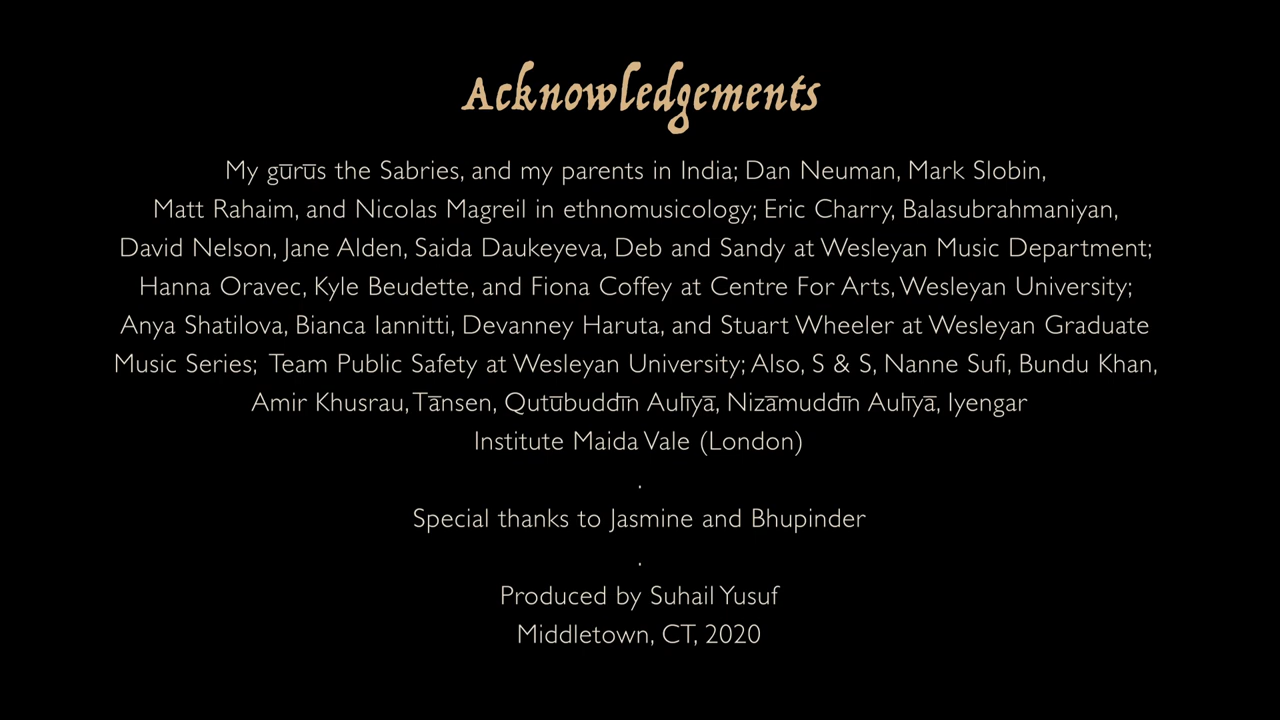 Acknowledgements
My gūrūs the Sabries, and my parents in India; Dan Neuman, Mark Slobin,
Matt Rahaim, and Nicolas Magreil in ethnomusicology; Eric Charry, Balasubrahmaniyan,
David Nelson, Jane Alden, Saida Daukeyeva, Deb and Sandy at Wesleyan Music Department;
Hanna Oravec, Kyle Beudette, and Fiona Coffey at Centre For Arts, Wesleyan University;
Anya Shatilova, Bianca Iannitti, Devanney Haruta, and Stuart Wheeler at Wesleyan Graduate
Music Series; Team Public Safety at Wesleyan University; Also, S & S, Nanne Sufi, Bundu Khan,
Amir Khusrau, Tānsen, Qutūbuddīn Aulīyā, Nizāmuddīn Aulīyā, Iyengar
Institute Maida Vale (London)
.
Special thanks to Jasmine and Bhupinder
.
Produced by Suhail Yusuf
Middletown, CT, 2020